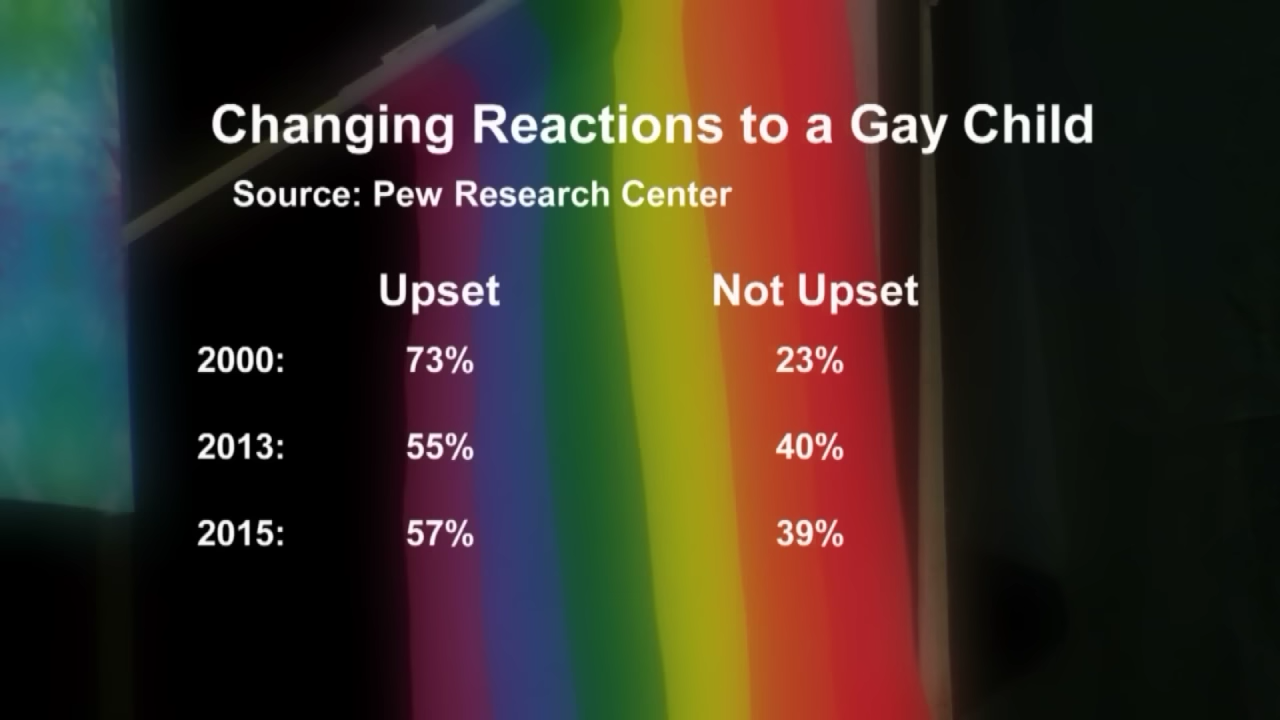 Changing Reactions to a Gay Child
Source: Pew Research Center
Upset Not Upset
2000: 73% 23%
2013: 55% 40%
2015: 57% 39%